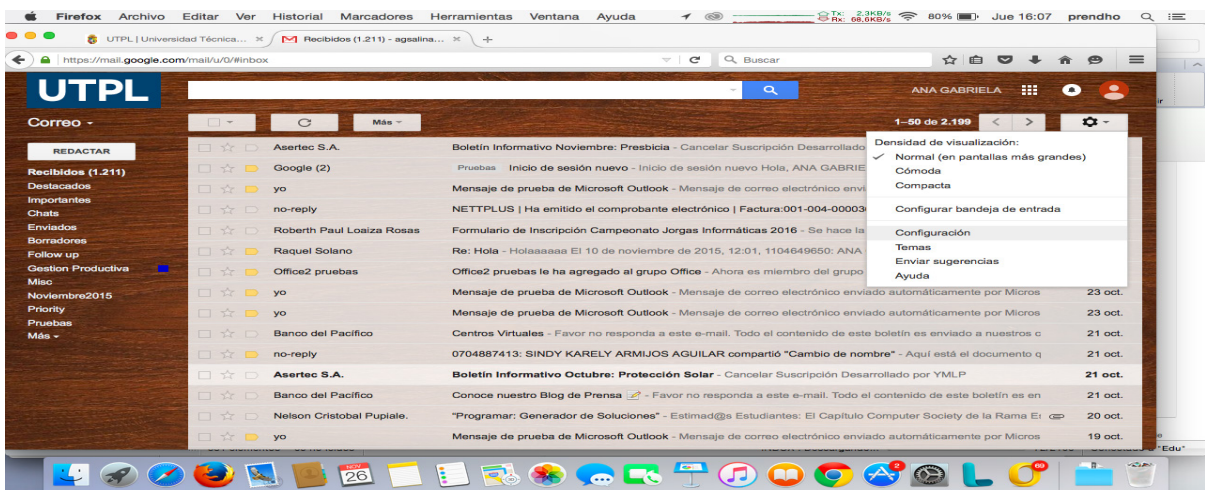 Firefox Archivo Editar Ver Historial Marcadores Herramientas Ventana Ayuda Tx: 2,3KB/s Rx: 68,6KB/s 80% Jue 16:07 prendho
UTPL | Universidad Técnica... × Recibidos (1.211) - agsalina... × +
https://mail.google.com/mail/u/0/#inbox Buscar
UTPL ANA GABRIELA
Correo Más 1–50 de 2.199
REDACTAR
Recibidos (1.211)
Destacados
Importantes
Chats
Enviados
Borradores
Follow up
Gestion Productiva
Misc
Noviembre2015
Priority
Pruebas
Más
Densidad de visualización:
✓ Normal (en pantallas más grandes)
Cómoda
Compacta
Configurar bandeja de entrada
Configuración
Temas
Enviar sugerencias
Ayuda
Asertec S.A. Boletín Informativo Noviembre: Presbicia - Cancelar Suscripción Desarrollado
Google (2) Pruebas Inicio de sesión nuevo - Inicio de sesión nuevo Hola, ANA GABRIE
yo Mensaje de prueba de Microsoft Outlook - Mensaje de correo electrónico envi
no-reply NETTPLUS | Ha emitido el comprobante electrónico | Factura:001-004-00003
Roberth Paul Loaiza Rosas Formulario de Inscripción Campeonato Jorgas Informáticas 2016 - Se hace la
Raquel Solano Re: Hola - Holaaaaaa El 10 de noviembre de 2015, 12:01, 1104649650: ANA
Office2 pruebas Office2 pruebas le ha agregado al grupo Office - Ahora es miembro del grupo
yo Mensaje de prueba de Microsoft Outlook - Mensaje de correo electrónico enviado automáticamente por Micros 23 oct.
yo Mensaje de prueba de Microsoft Outlook - Mensaje de correo electrónico enviado automáticamente por Micros 23 oct.
Banco del Pacífico Centros Virtuales - Favor no responda a este e-mail. Todo el contenido de este boletín es enviado a nuestros c 21 oct.
no-reply 0704887413: SINDY KARELY ARMIJOS AGUILAR compartió "Cambio de nombre" - Aquí está el documento q 21 oct.
Asertec S.A. Boletín Informativo Octubre: Protección Solar - Cancelar Suscripción Desarrollado por YMLP 21 oct.
Banco del Pacífico Conoce nuestro Blog de Prensa - Favor no responda a este e-mail. Todo el contenido de este boletín es en 21 oct.
Nelson Cristobal Pupiale. "Programar: Generador de Soluciones" - Estimad@s Estudiantes: El Capítulo Computer Society de la Rama E 20 oct.
yo Mensaje de prueba de Microsoft Outlook - Mensaje de correo electrónico enviado automáticamente por Micros 19 oct.
"Edu"
NOV
26
2
69